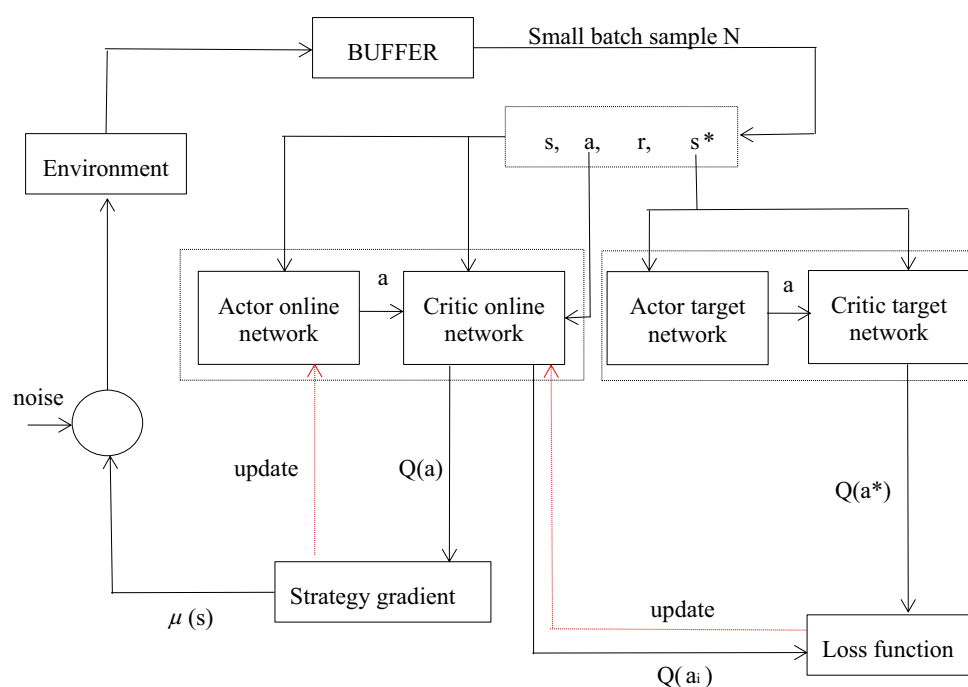 Small batch sample N
BUFFER
s, a, r, s*
Environment
a
a
Actor online
network
Critic online
network
Actor target
network
Critic target
network
noise
update
Q(a)
Q(a*)
Strategy gradient
μ(s)
update
Loss function
Q(aᵢ)